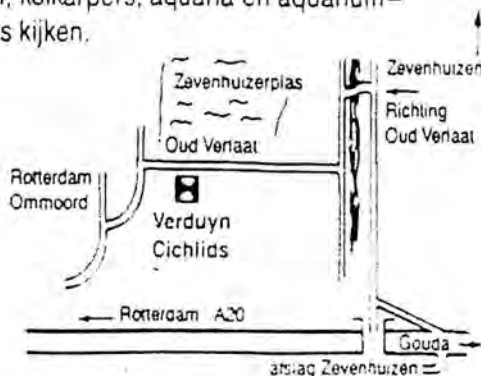 koikarpers, aquaria en aquarium-
s kijken.
Zevenhuizen
Zevenhuizerplas
Richting
Oud Verlaat
Oud Verlaat
Rotterdam
Ommoord
Verduyn
Cichlids
Rotterdam A20
Gouda
afslag Zevenhuizen